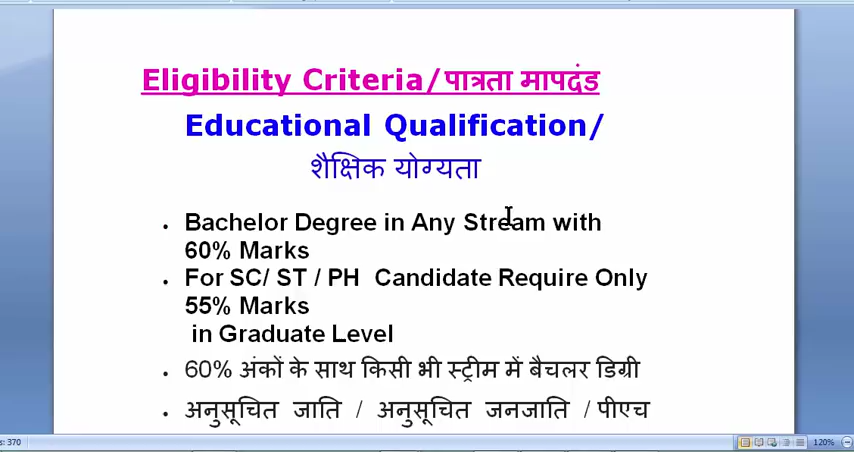 Eligibility Criteria/पात्रता मापदंड
Educational Qualification/
शैक्षिक योग्यता
• Bachelor Degree in Any Stream with
60% Marks
• For SC/ ST / PH Candidate Require Only
55% Marks
in Graduate Level
• 60% अंकों के साथ किसी भी स्ट्रीम में बैचलर डिग्री
• अनुसूचित जाति / अनुसूचित जनजाति / पीएच
s: 370
120%